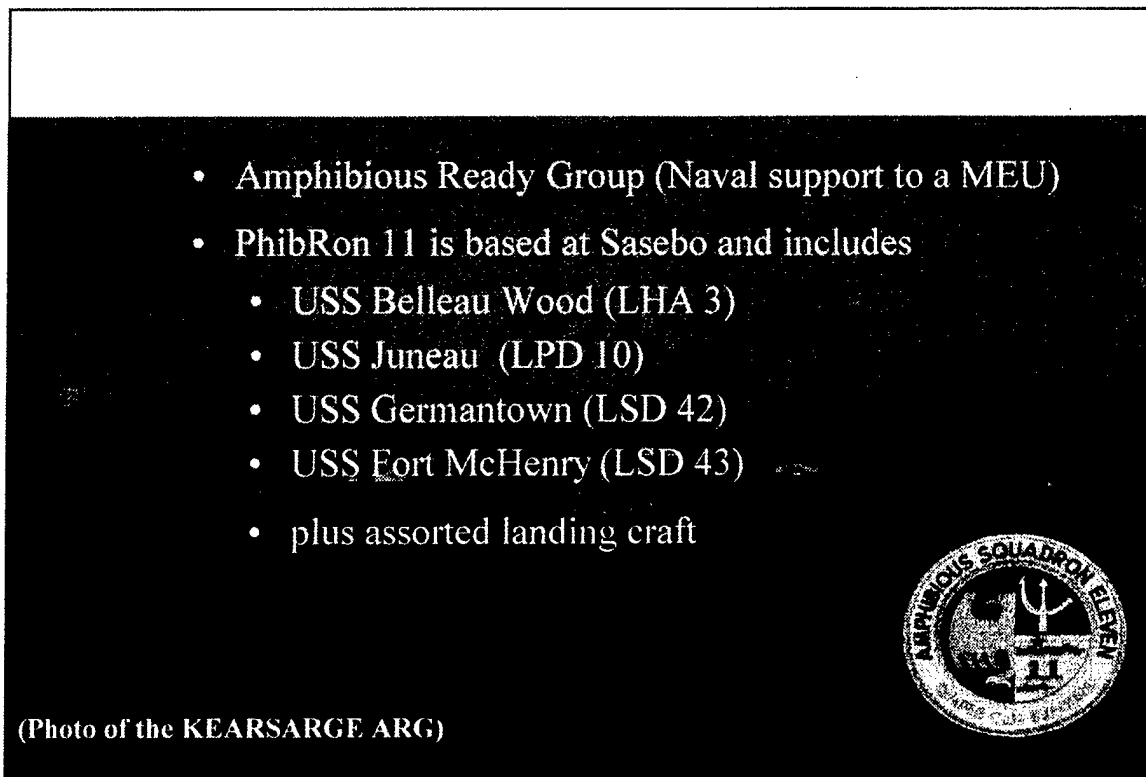 • Amphibious Ready Group (Naval support to a MEU)
• PhibRon 11 is based at Sasebo and includes
• USS Belleau Wood (LHA 3)
• USS Juneau (LPD 10)
• USS Germantown (LSD 42)
• USS Fort McHenry (LSD 43)
• plus assorted landing craft
AMPHIBIOUS SQUADRON ELEVEN
11
(Photo of the KEARSARGE ARG)